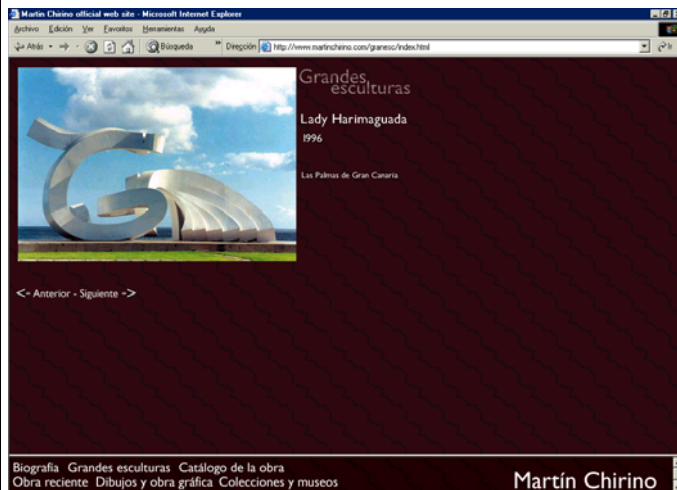 Martin Chirino official web site - Microsoft Internet Explorer
Archivo Edición Ver Favoritos Herramientas Ayuda
Atrás Búsqueda » Dirección http://www.martinchirino.com/granesc/index.html Ir
Grandes
esculturas
Lady Harimaguada
1996
Las Palmas de Gran Canaria
<- Anterior - Siguiente ->
Biografía Grandes esculturas Catálogo de la obra
Obra reciente Dibujos y obra gráfica Colecciones y museos
Martín Chirino